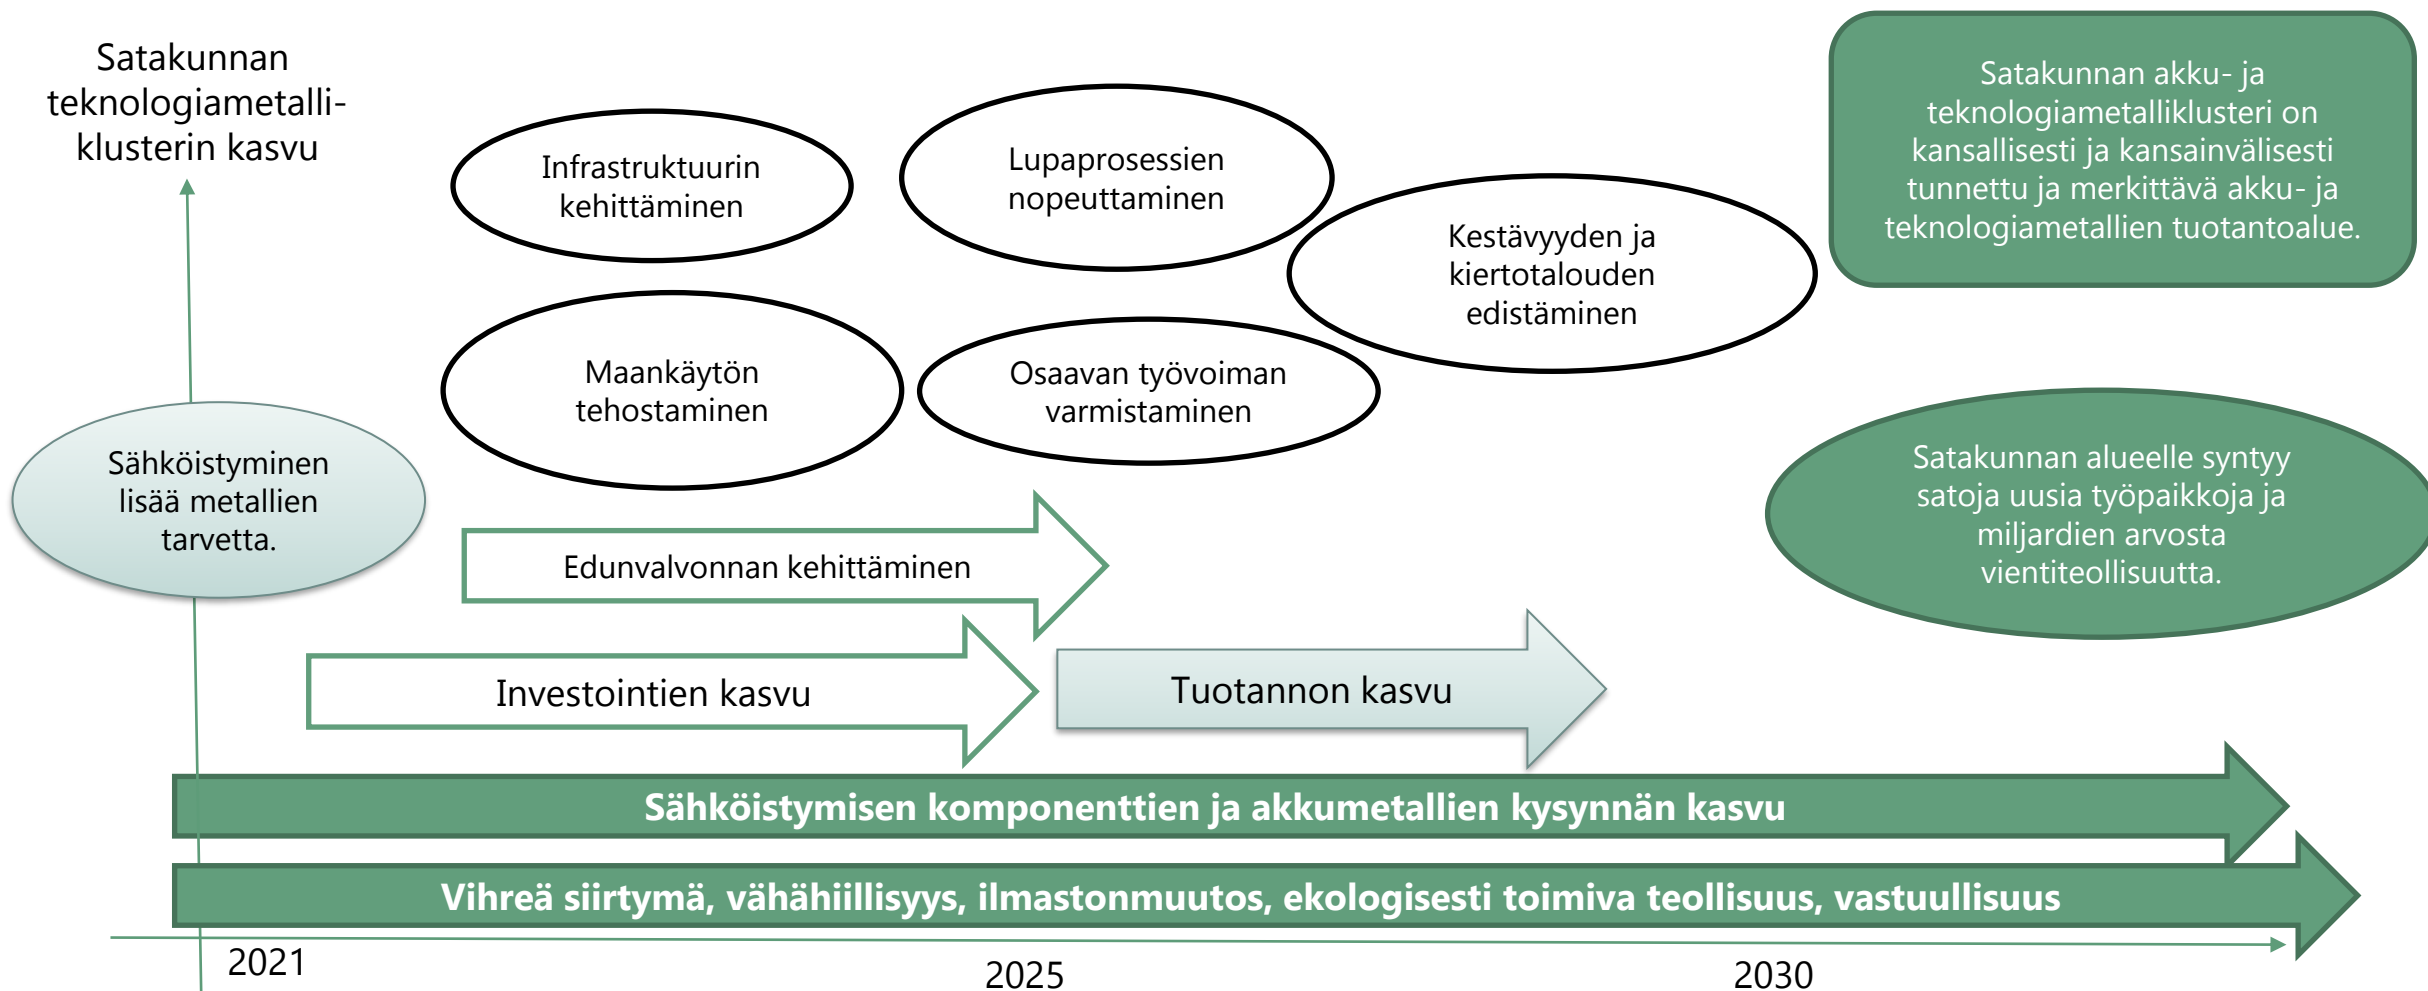 Satakunnan
teknologiametalli-
klusterin kasvu
Infrastruktuurin
kehittäminen
Lupaprosessien
nopeuttaminen
Kestävyyden ja
kiertotalouden
edistäminen
Satakunnan akku- ja
teknologiametalliklusteri on
kansallisesti ja kansainvälisesti
tunnettu ja merkittävä akku- ja
teknologiametallien tuotantoalue.
Maankäytön
tehostaminen
Osaavan työvoiman
varmistaminen
Sähköistyminen
lisää metallien
tarvetta.
Satakunnan alueelle syntyy
satoja uusia työpaikkoja ja
miljardien arvosta
vientiteollisuutta.
Edunvalvonnan kehittäminen
Investointien kasvu
Tuotannon kasvu
Sähköistymisen komponenttien ja akkumetallien kysynnän kasvu
Vihreä siirtymä, vähähiillisyys, ilmastonmuutos, ekologisesti toimiva teollisuus, vastuullisuus
2021
2025
2030